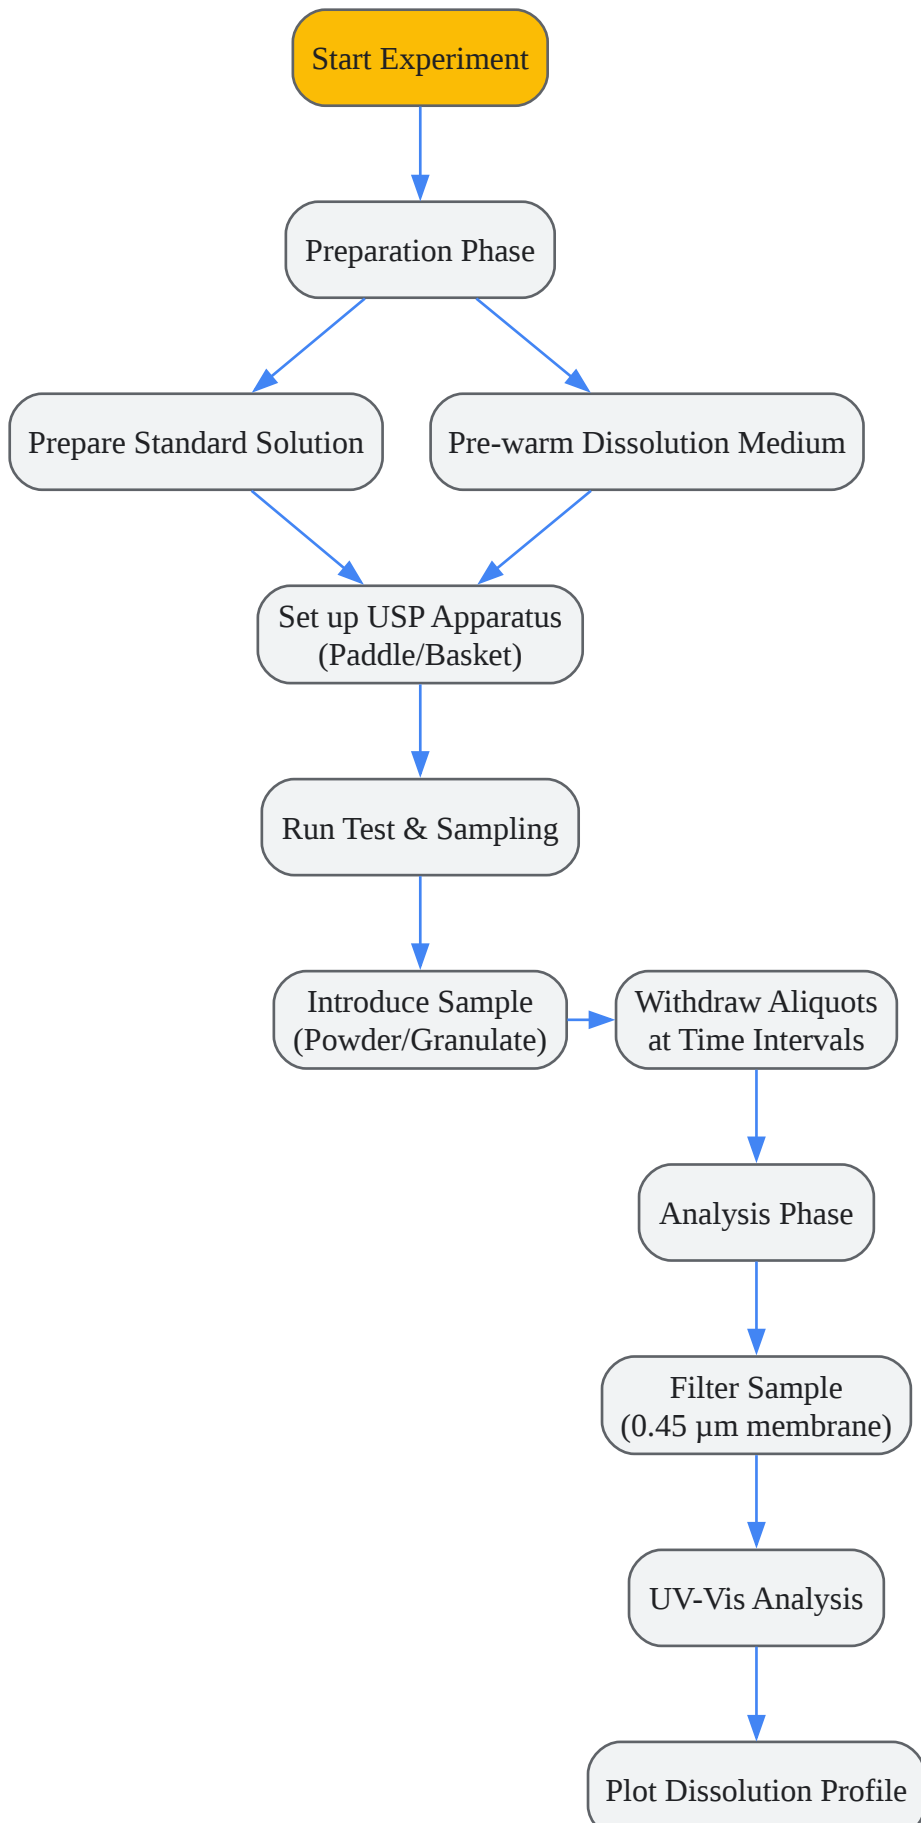 Start Experiment
Preparation Phase
Prepare Standard Solution
Pre-warm Dissolution Medium
Set up USP Apparatus
(Paddle/Basket)
Run Test & Sampling
Introduce Sample
(Powder/Granulate)
Withdraw Aliquots
at Time Intervals
Analysis Phase
Filter Sample
(0.45 µm membrane)
UV-Vis Analysis
Plot Dissolution Profile